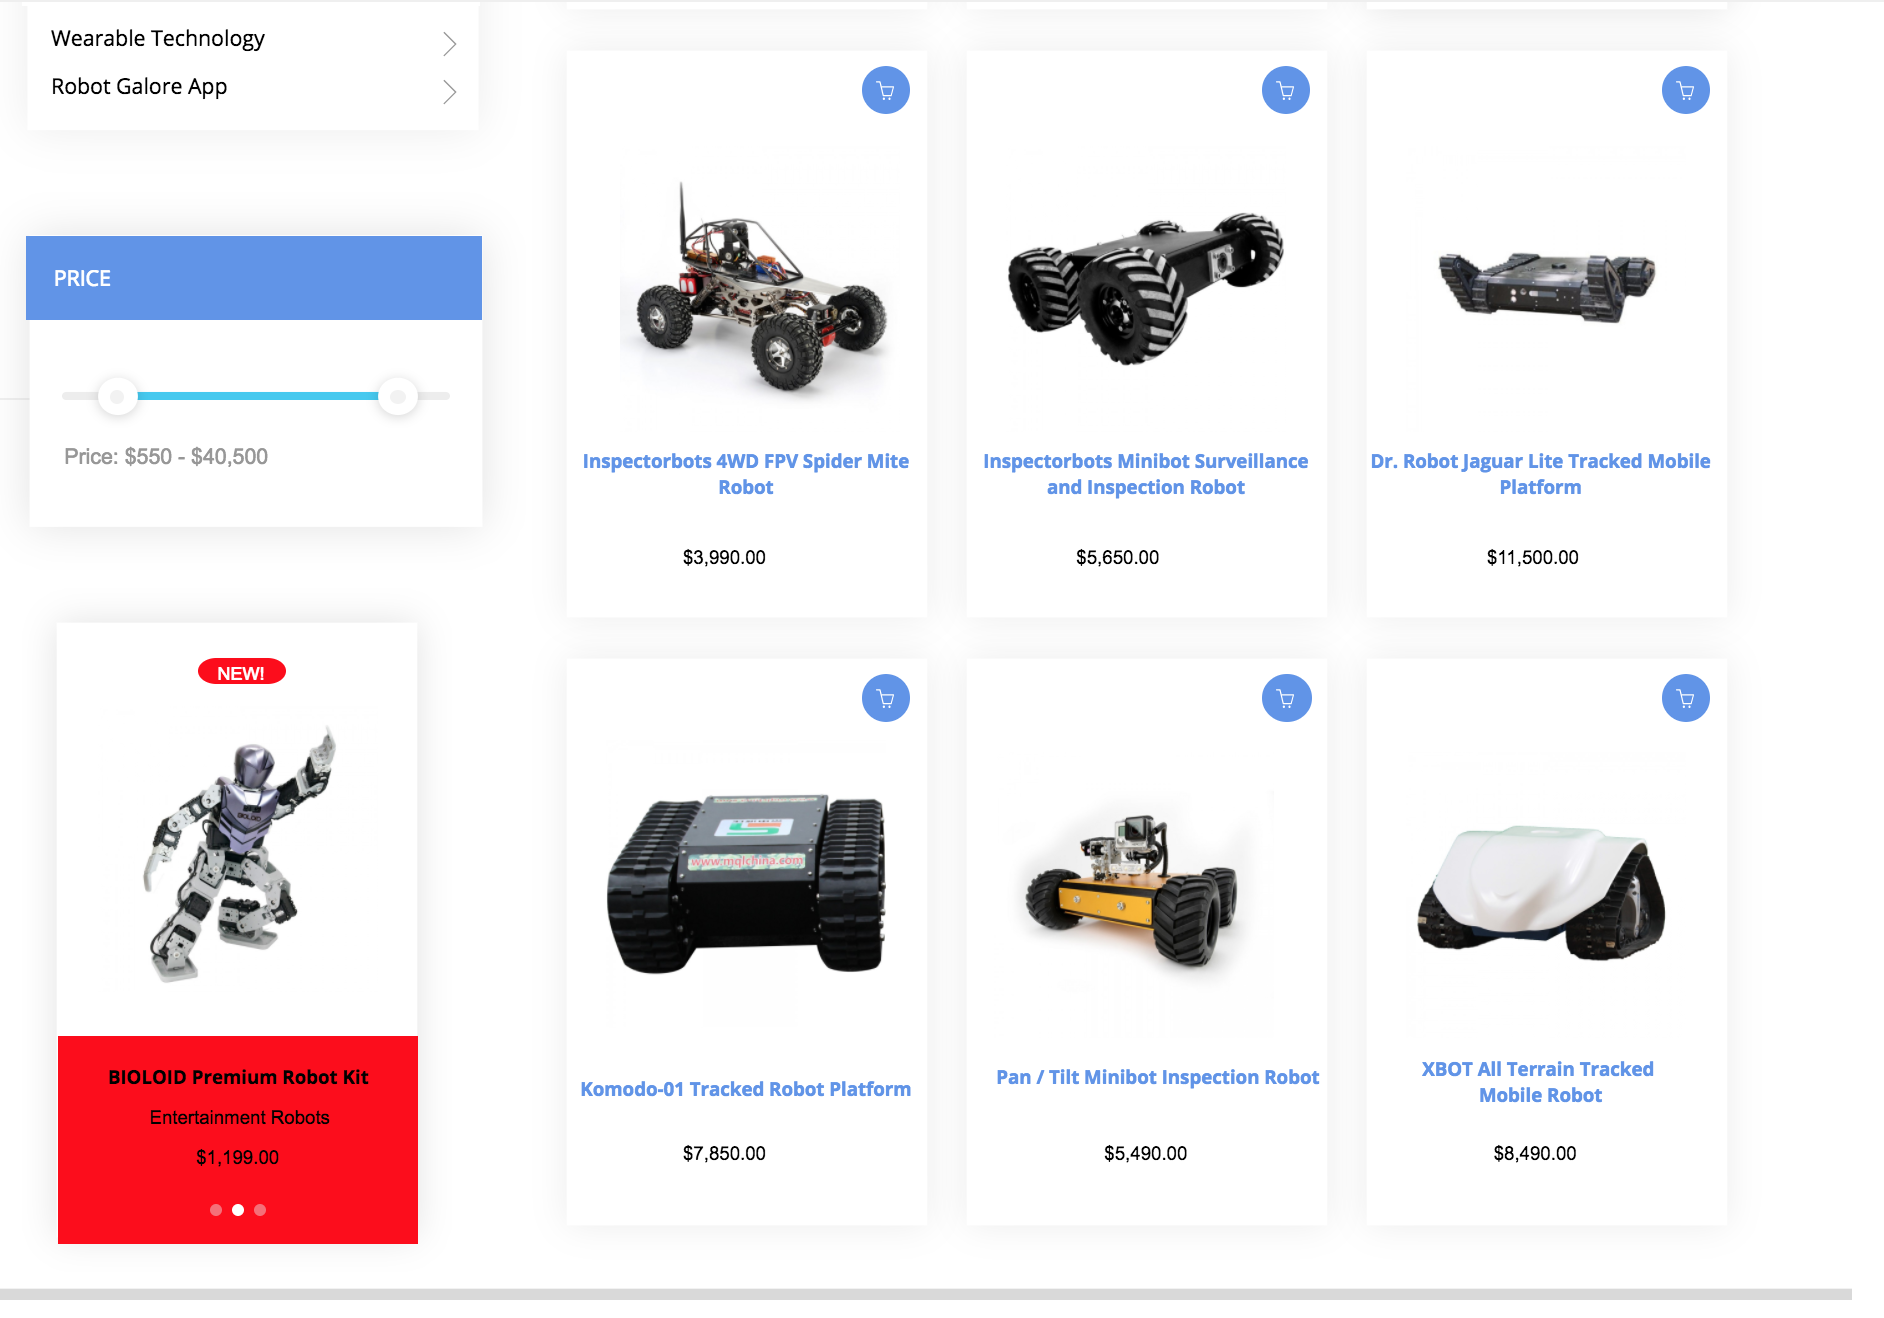 Wearable Technology
Robot Galore App
PRICE
Price: $550 - $40,500
NEW!
BIOLOID
BIOLOID Premium Robot Kit
Entertainment Robots
$1,199.00
Inspectorbots 4WD FPV Spider Mite
Robot
$3,990.00
Inspectorbots Minibot Surveillance
and Inspection Robot
$5,650.00
Dr. Robot Jaguar Lite Tracked Mobile
Platform
$11,500.00
www.mqlchina.com
Komodo-01 Tracked Robot Platform
$7,850.00
Pan / Tilt Minibot Inspection Robot
$5,490.00
XBOT All Terrain Tracked
Mobile Robot
$8,490.00